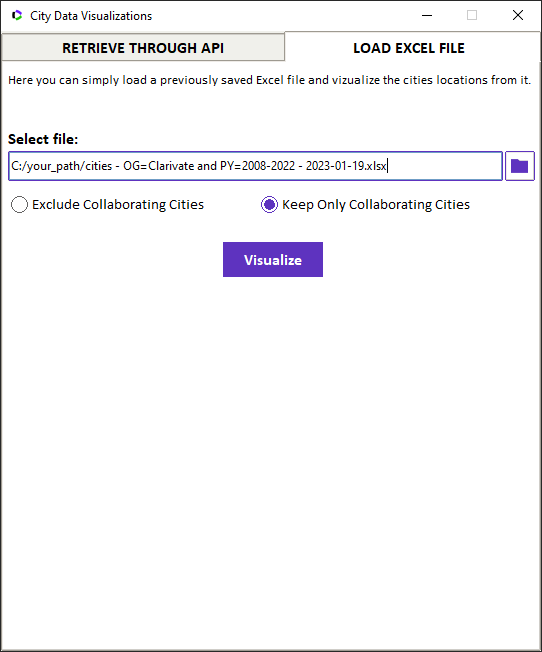 City Data Visualizations
RETRIEVE THROUGH API
LOAD EXCEL FILE
Here you can simply load a previously saved Excel file and vizualize the cities locations from it.
Select file:
C:/your_path/cities - OG=Clarivate and PY=2008-2022 - 2023-01-19.xlsx
Exclude Collaborating Cities
Keep Only Collaborating Cities
Visualize